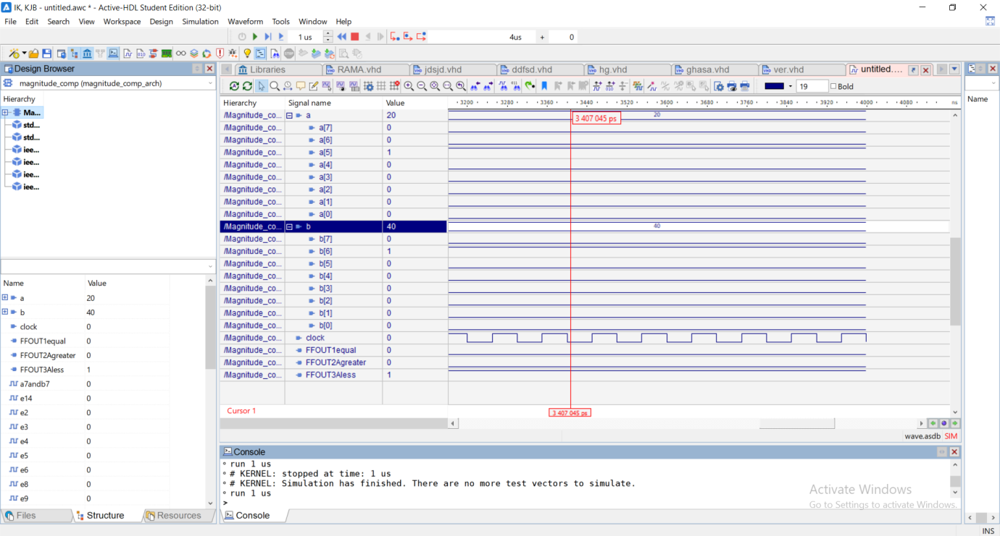 IK, KJB - untitled.awc * - Active-HDL Student Edition (32-bit)
File Edit Search View Workspace Design Simulation Waveform Tools Window Help
1 us 4us + 0
Design Browser
magnitude_comp (magnitude_comp_arch)
Hierarchy
Ma...
std...
std...
iee...
iee...
iee...
iee...
Name Value
a 20
b 40
clock 0
FFOUT1equal 0
FFOUT2Agreater 0
FFOUT3Aless 1
a7andb7 0
e14 0
e2 0
e3 0
e4 0
e5 0
e6 0
e8 0
e9 0
Files Structure Resources
Libraries RAMA.vhd jdsjd.vhd ddfsd.vhd hg.vhd ghasa.vhd ver.vhd untitled....
19 Bold
Hierarchy Signal name Value 3200 3280 3360 3440 3520 3600 3680 3760 3840 3920 4000 4080 ns
/Magnitude_co... a 20 20
3 407 045 ps
/Magnitude_co... a[7] 0
/Magnitude_co... a[6] 0
/Magnitude_co... a[5] 1
/Magnitude_co... a[4] 0
/Magnitude_co... a[3] 0
/Magnitude_co... a[2] 0
/Magnitude_co... a[1] 0
/Magnitude_co... a[0] 0
/Magnitude_co... b 40 40
/Magnitude_co... b[7] 0
/Magnitude_co... b[6] 1
/Magnitude_co... b[5] 0
/Magnitude_co... b[4] 0
/Magnitude_co... b[3] 0
/Magnitude_co... b[2] 0
/Magnitude_co... b[1] 0
/Magnitude_co... b[0] 0
/Magnitude_co... clock 0
/Magnitude_co... FFOUT1equal 0
/Magnitude_co... FFOUT2Agreater 0
/Magnitude_co... FFOUT3Aless 1
Cursor 1 3 407 045 ps
wave.asdb SIM
Console
run 1 us
# KERNEL: stopped at time: 1 us
# KERNEL: Simulation has finished. There are no more test vectors to simulate.
run 1 us
>
Console
Name
Activate Windows
Go to Settings to activate Windows.
INS